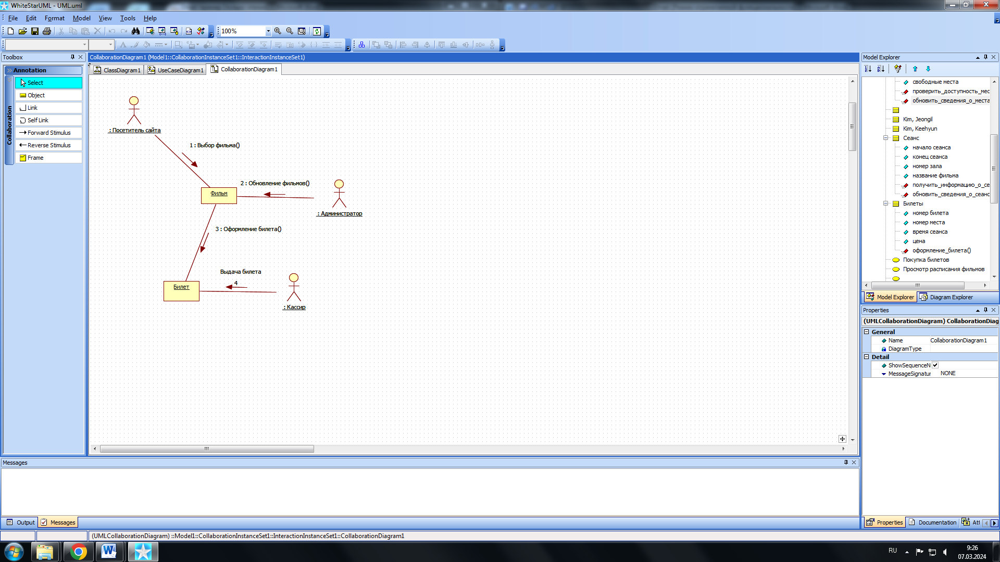 WhiteStarUML - UML.uml
File Edit Format Model View Tools Help
100%
Toolbox
Annotation
Collaboration
Select
Object
Link
Self Link
Forward Stimulus
Reverse Stimulus
Frame
CollaborationDiagram1 (Model1::CollaborationInstanceSet1::InteractionInstanceSet1)
ClassDiagram1 UseCaseDiagram1 CollaborationDiagram1
: Посетитель сайта
1 : Выбор фильма()
2 : Обновление фильмов()
Фильм
: Администратор
3 : Оформление билета()
Выдача билета
4
Билет
: Кассир
Model Explorer
свободные места
проверить_доступность_мес
обновить_сведения_о_места
Kim, Jeongil
Kim, Keehyun
Сеанс
начало сеанса
конец сеанса
номер зала
название фильма
получить_информацию_о_се
обновить_сведения_о_сеанс
Билеты
номер билета
номер места
время сеанса
цена
оформление_билета()
Покупка билетов
Просмотр расписания фильмов
Model Explorer Diagram Explorer
Properties
(UMLCollaborationDiagram) CollaborationDiag
General
Name CollaborationDiagram1
DiagramType
Detail
ShowSequenceN
MessageSignatur NONE
Messages
Output Messages
Properties Documentation Att
(UMLCollaborationDiagram) ::Model1::CollaborationInstanceSet1::InteractionInstanceSet1::CollaborationDiagram1
RU
9:26
07.03.2024